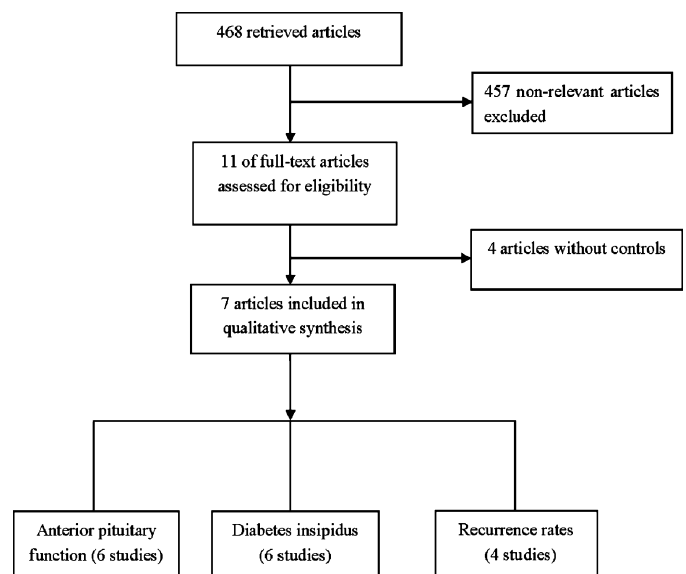 468 retrieved articles
457 non-relevant articles
excluded
11 of full-text articles
assessed for eligibility
4 articles without controls
7 articles included in
qualitative synthesis
Anterior pituitary
function (6 studies)
Diabetes insipidus
(6 studies)
Recurrence rates
(4 studies)